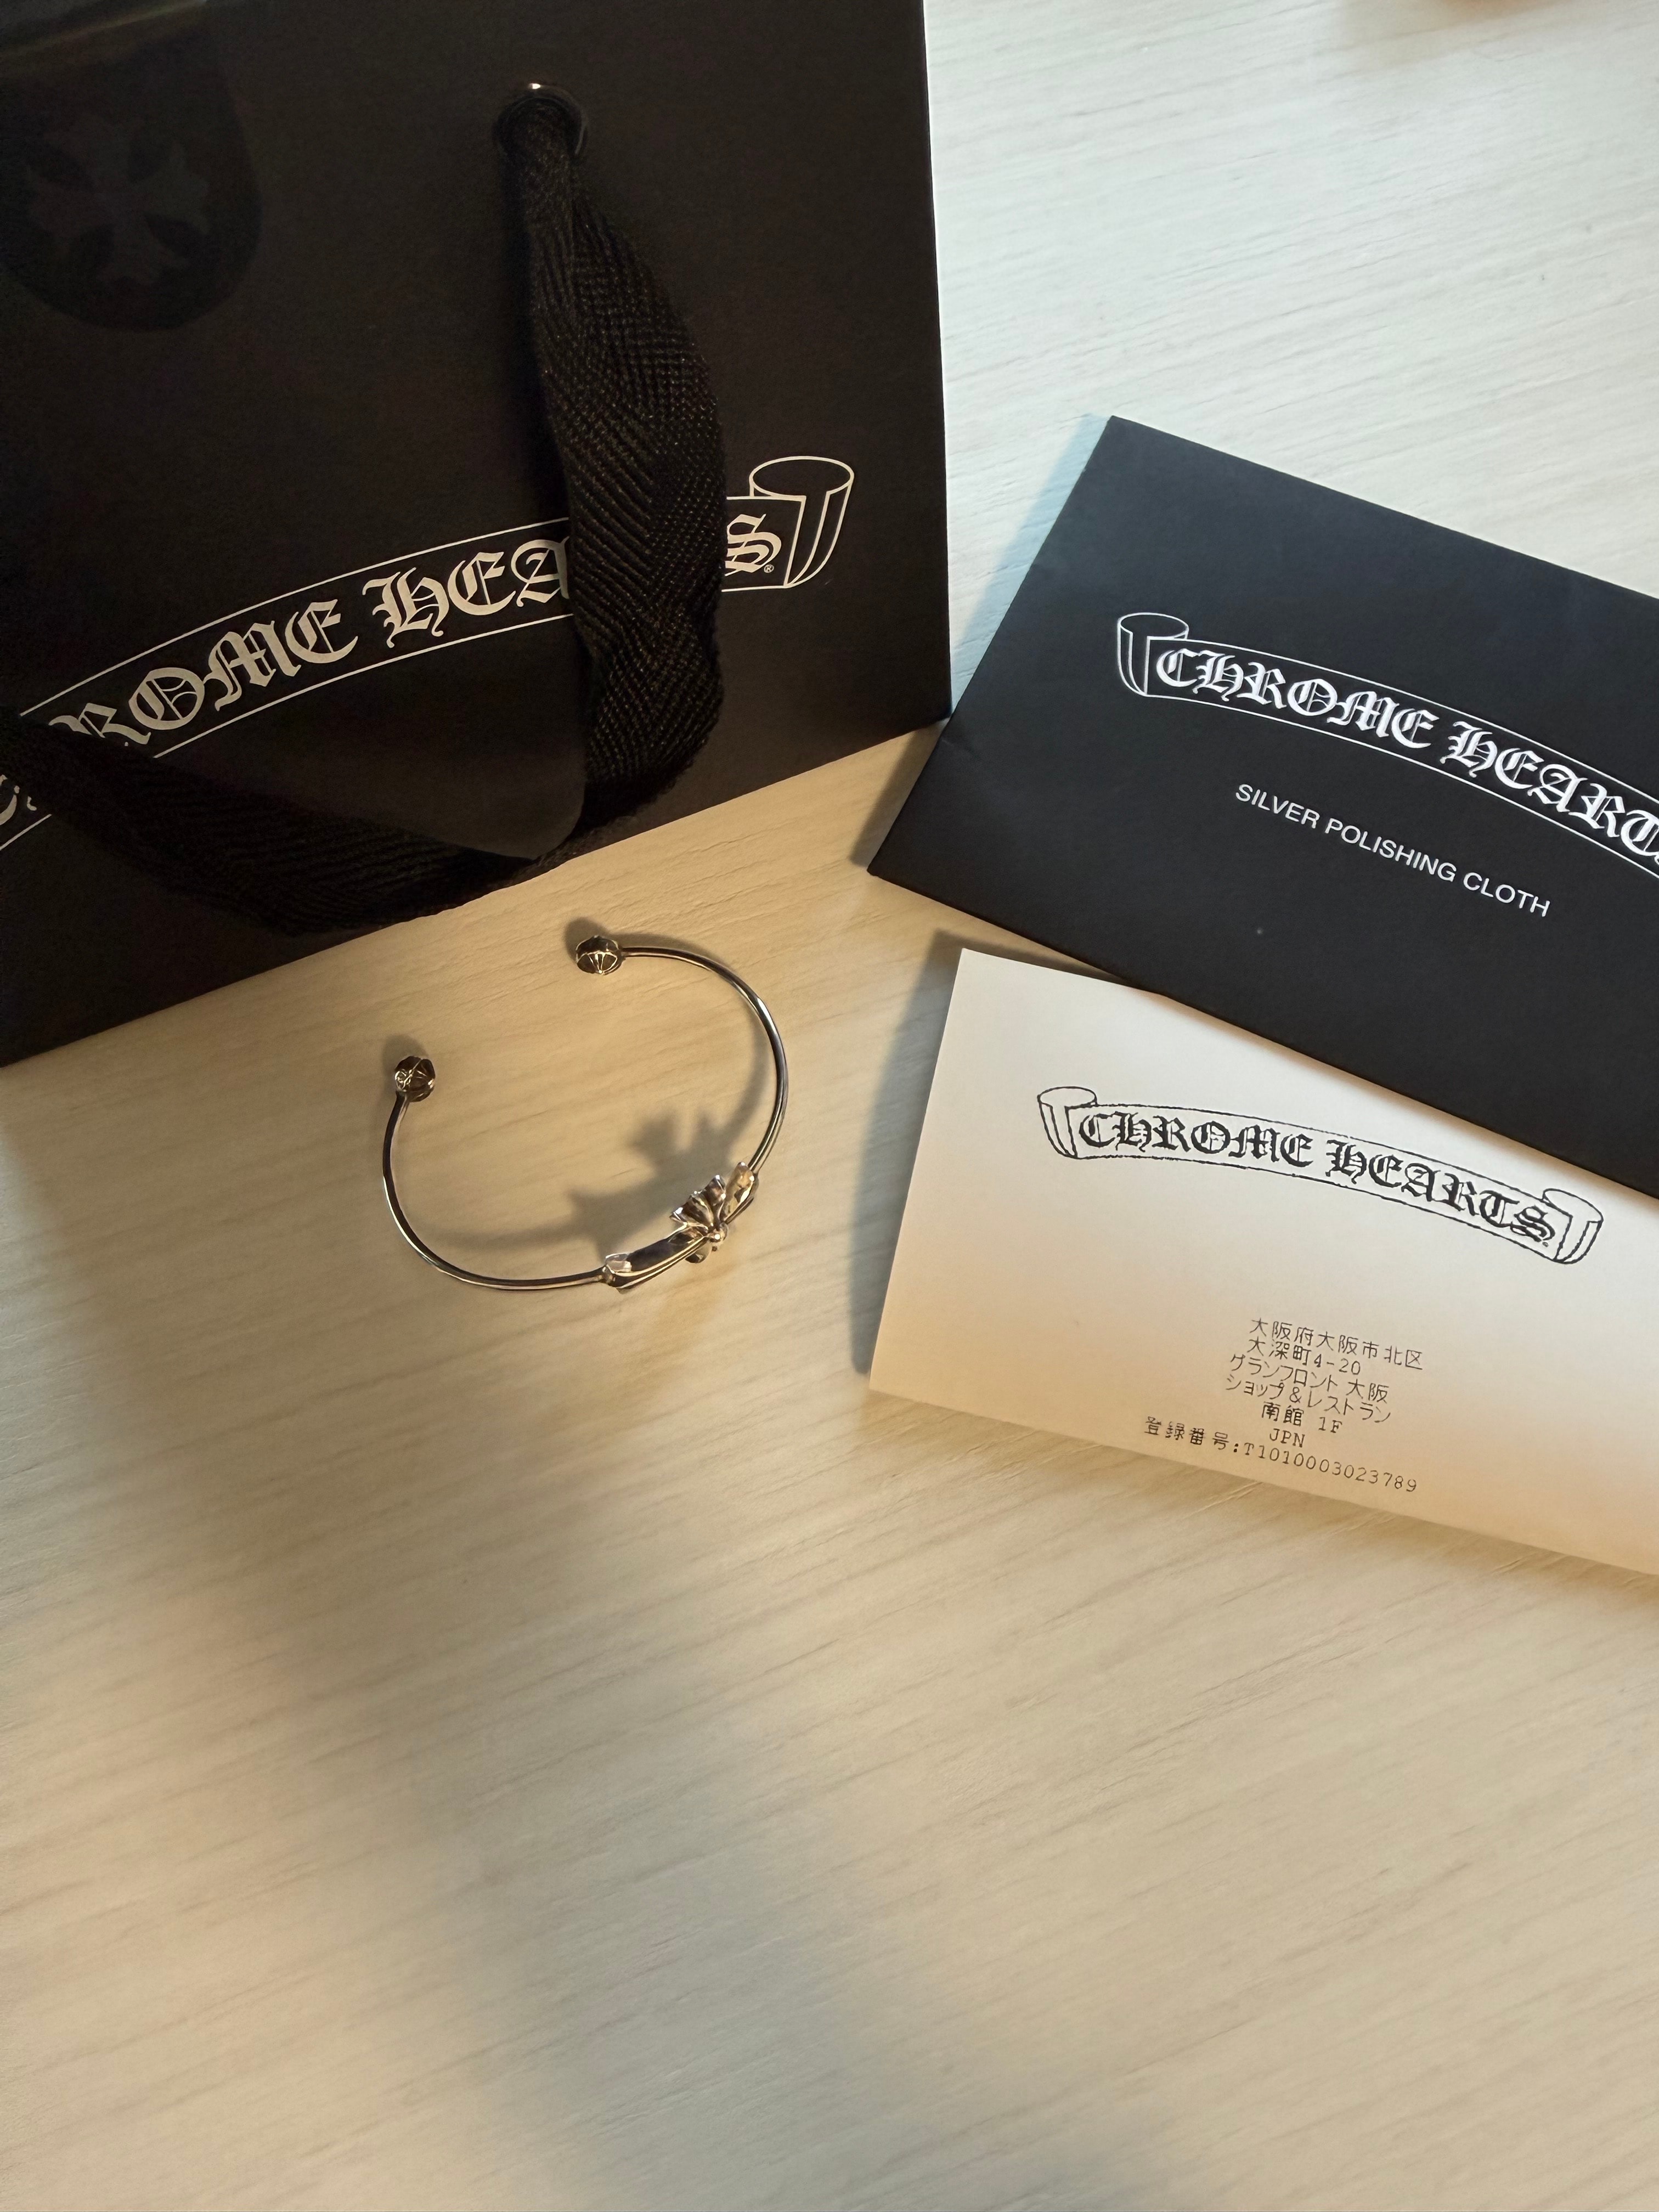 CHROME HEARTS
CHROME HEARTS
SILVER POLISHING CLOTH
CHROME HEARTS
大阪府大阪市北区
大深町4-20
グランフロント大阪
ショップ&レストラン
南館 1F
JPN
登録番号:T1010003023789